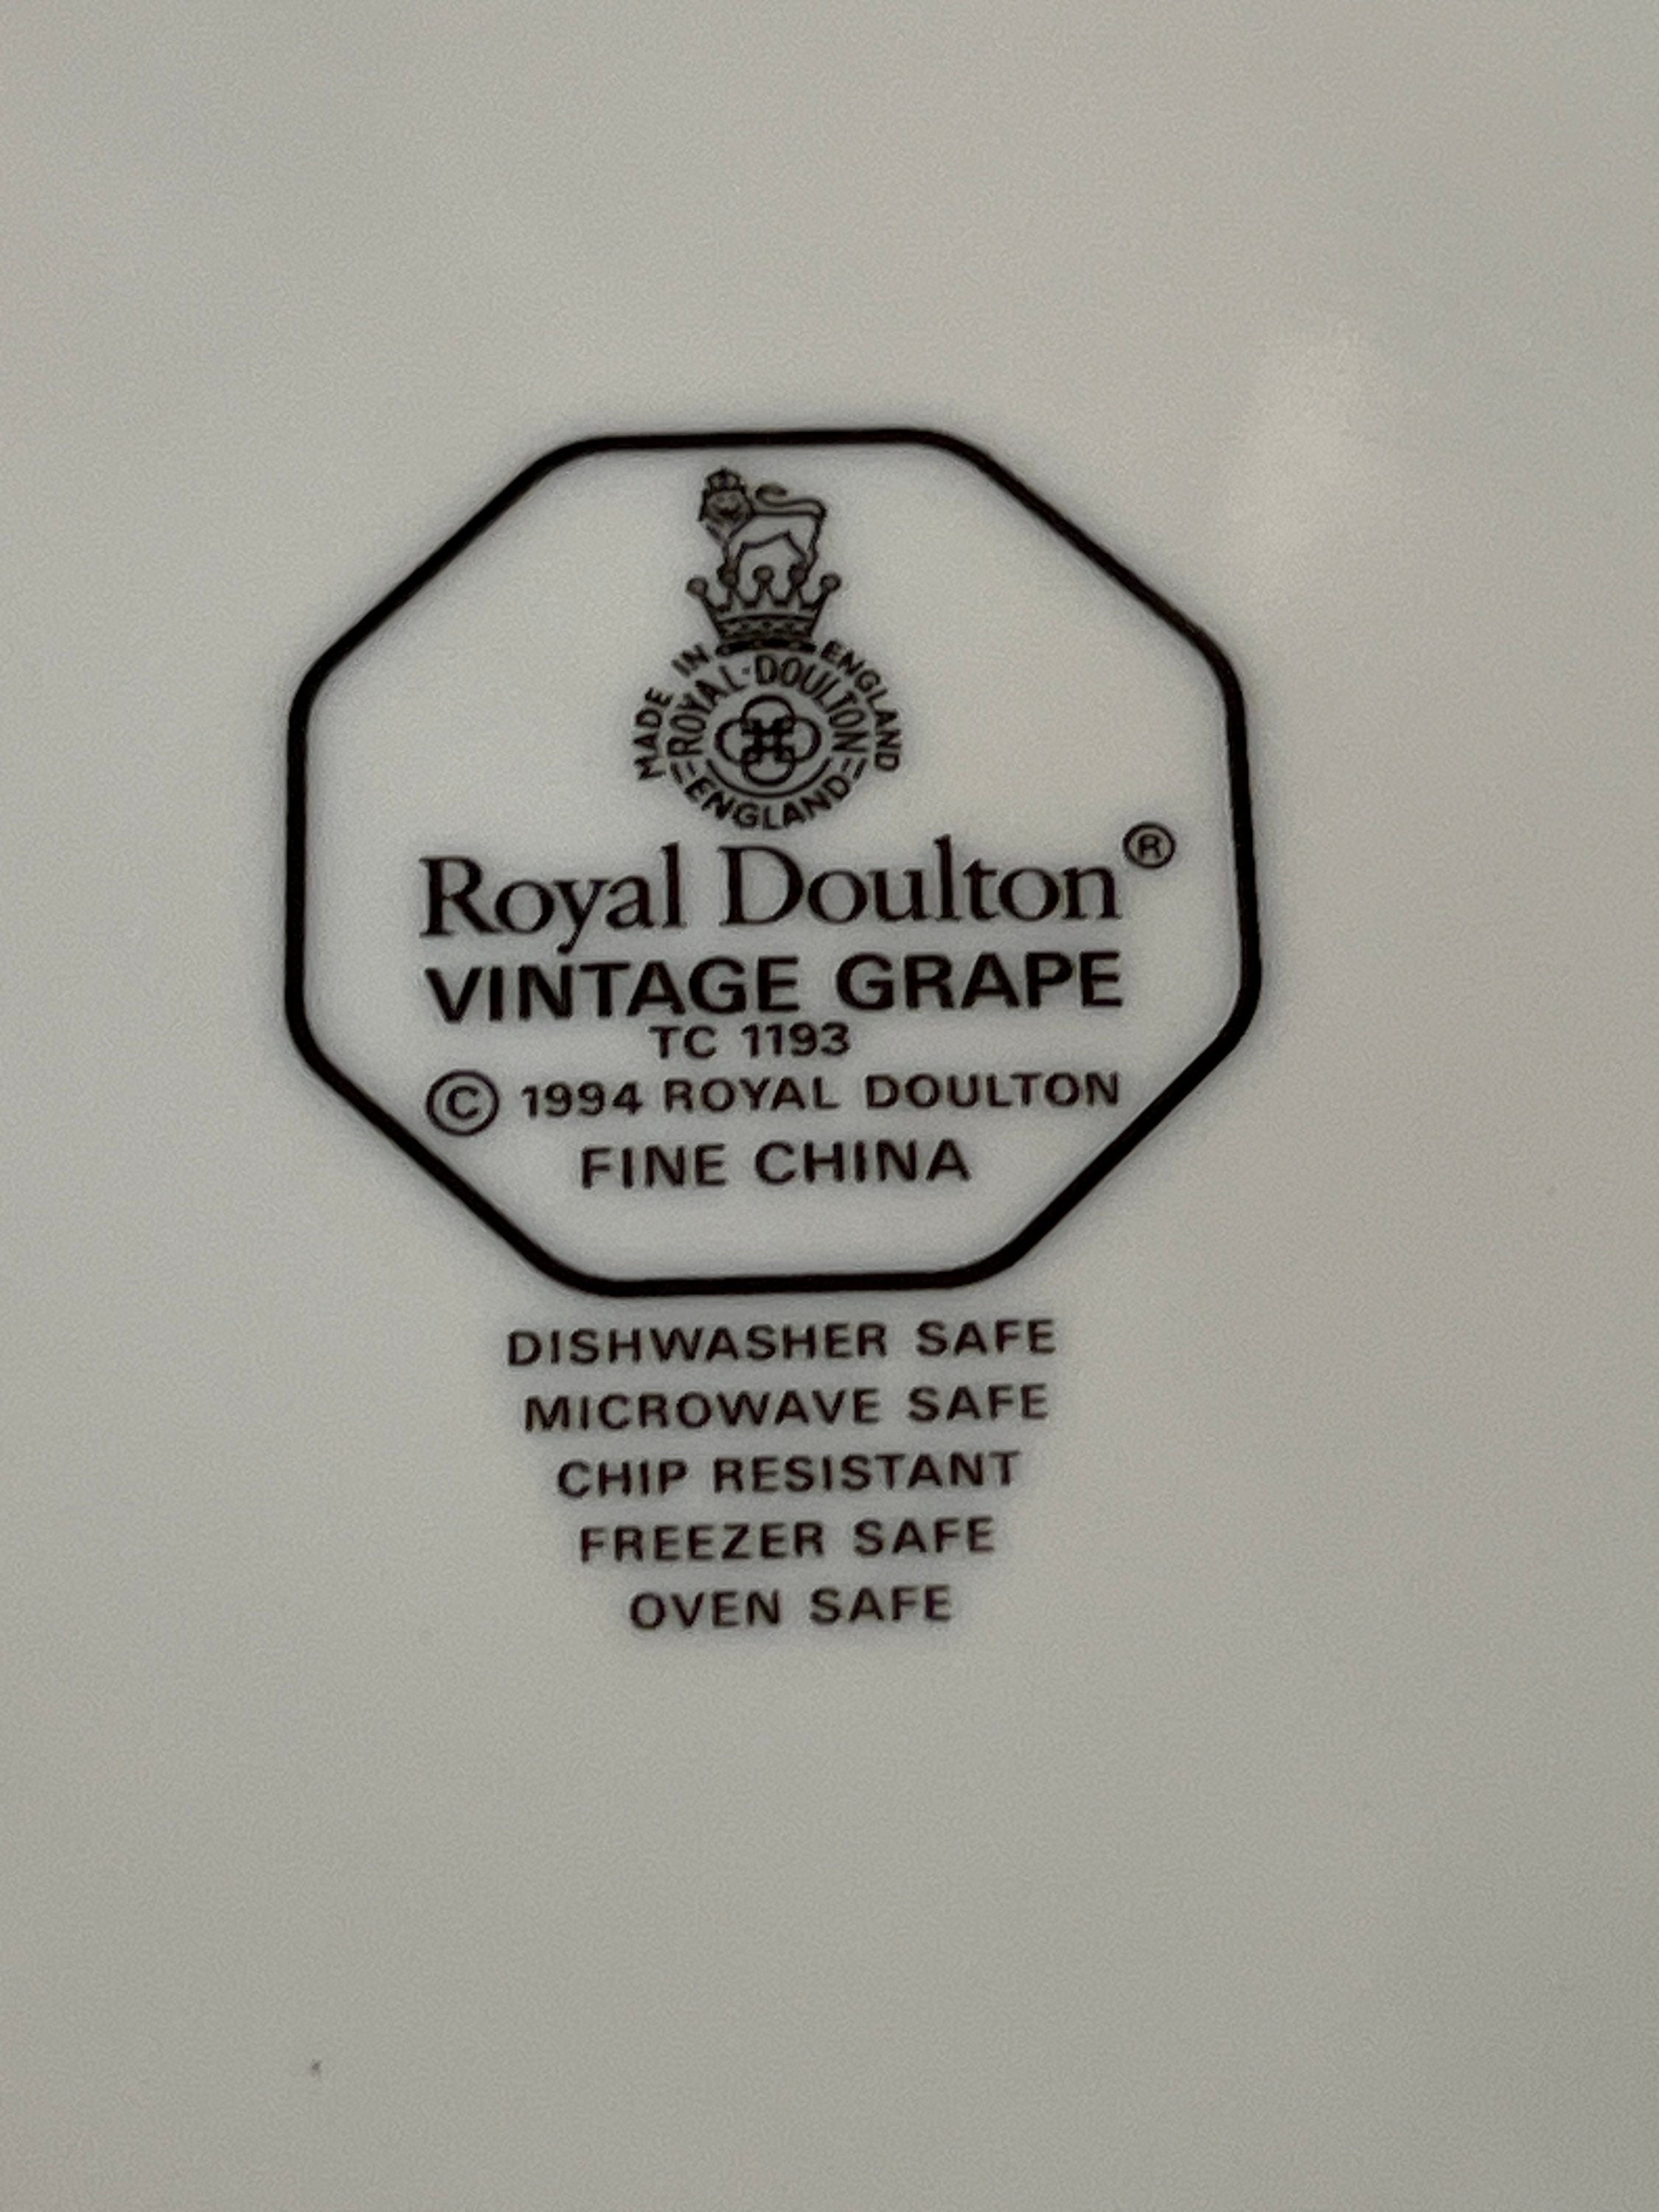 MADE IN ENGLAND
ROYAL·DOULTON
ENGLAND
Royal Doulton®
VINTAGE GRAPE
TC 1193
© 1994 ROYAL DOULTON
FINE CHINA
DISHWASHER SAFE
MICROWAVE SAFE
CHIP RESISTANT
FREEZER SAFE
OVEN SAFE